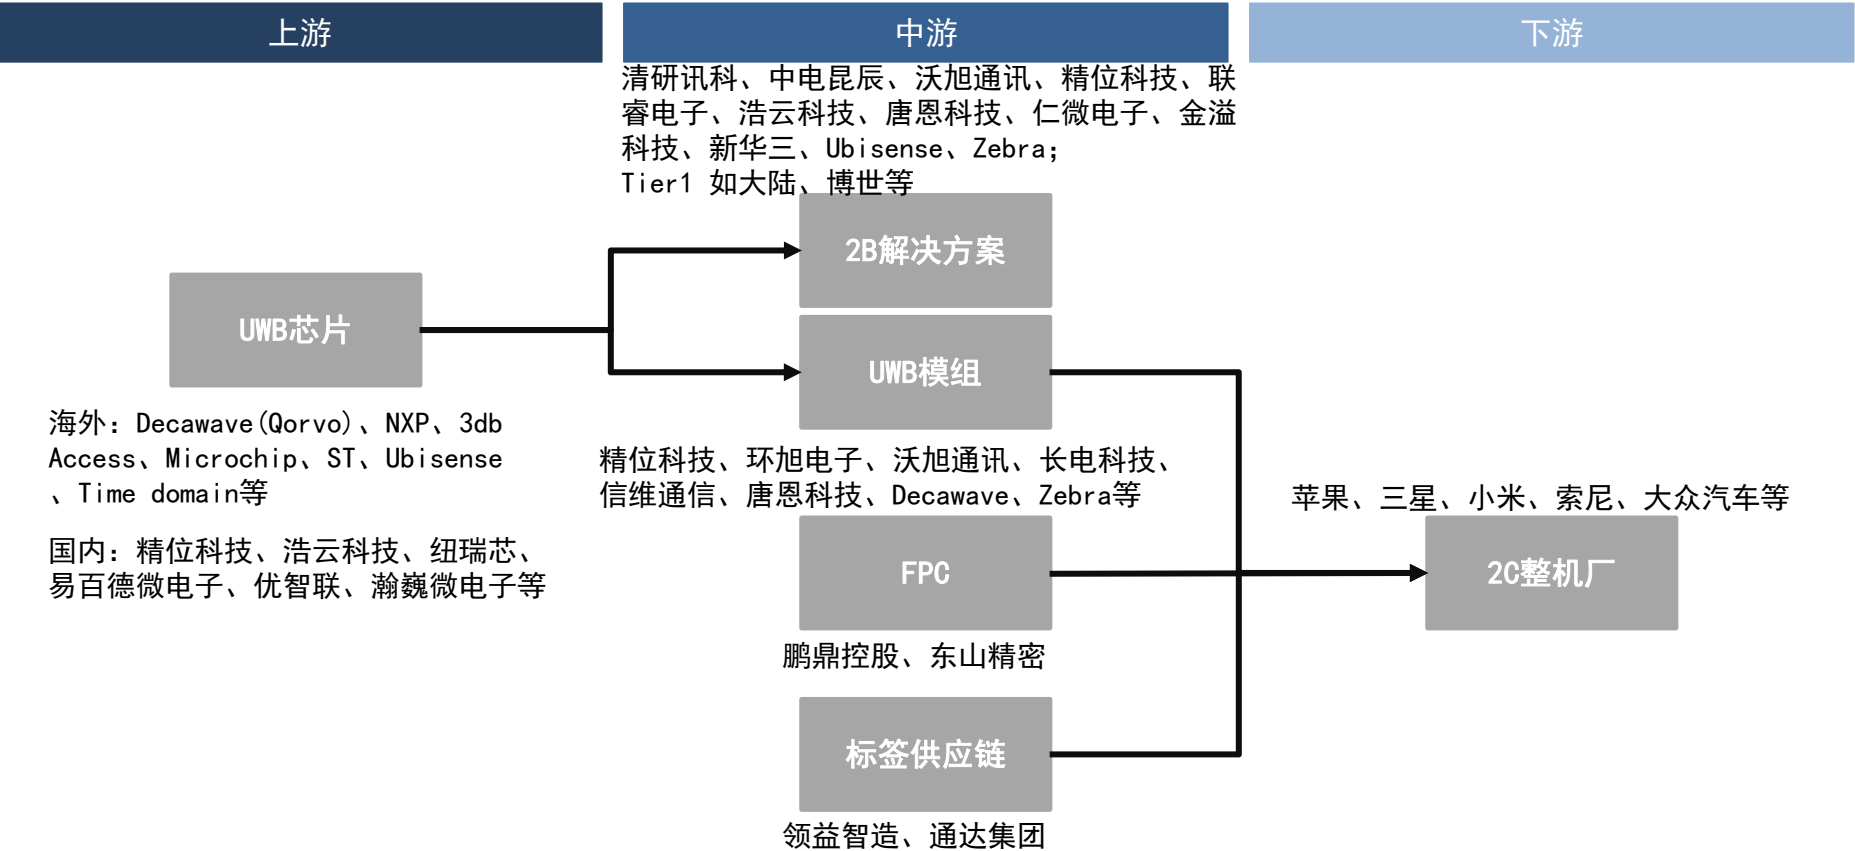 上游
中游
下游
清研讯科、中电昆辰、沃旭通讯、精位科技、联
睿电子、浩云科技、唐恩科技、仁微电子、金溢
科技、新华三、Ubisense、Zebra；
Tier1 如大陆、博世等
2B解决方案
UWB芯片
UWB模组
海外：Decawave(Qorvo)、NXP、3db
Access、Microchip、ST、Ubisense
、Time domain等
国内：精位科技、浩云科技、纽瑞芯、
易百德微电子、优智联、瀚巍微电子等
精位科技、环旭电子、沃旭通讯、长电科技、
信维通信、唐恩科技、Decawave、Zebra等
苹果、三星、小米、索尼、大众汽车等
FPC
2C整机厂
鹏鼎控股、东山精密
标签供应链
领益智造、通达集团